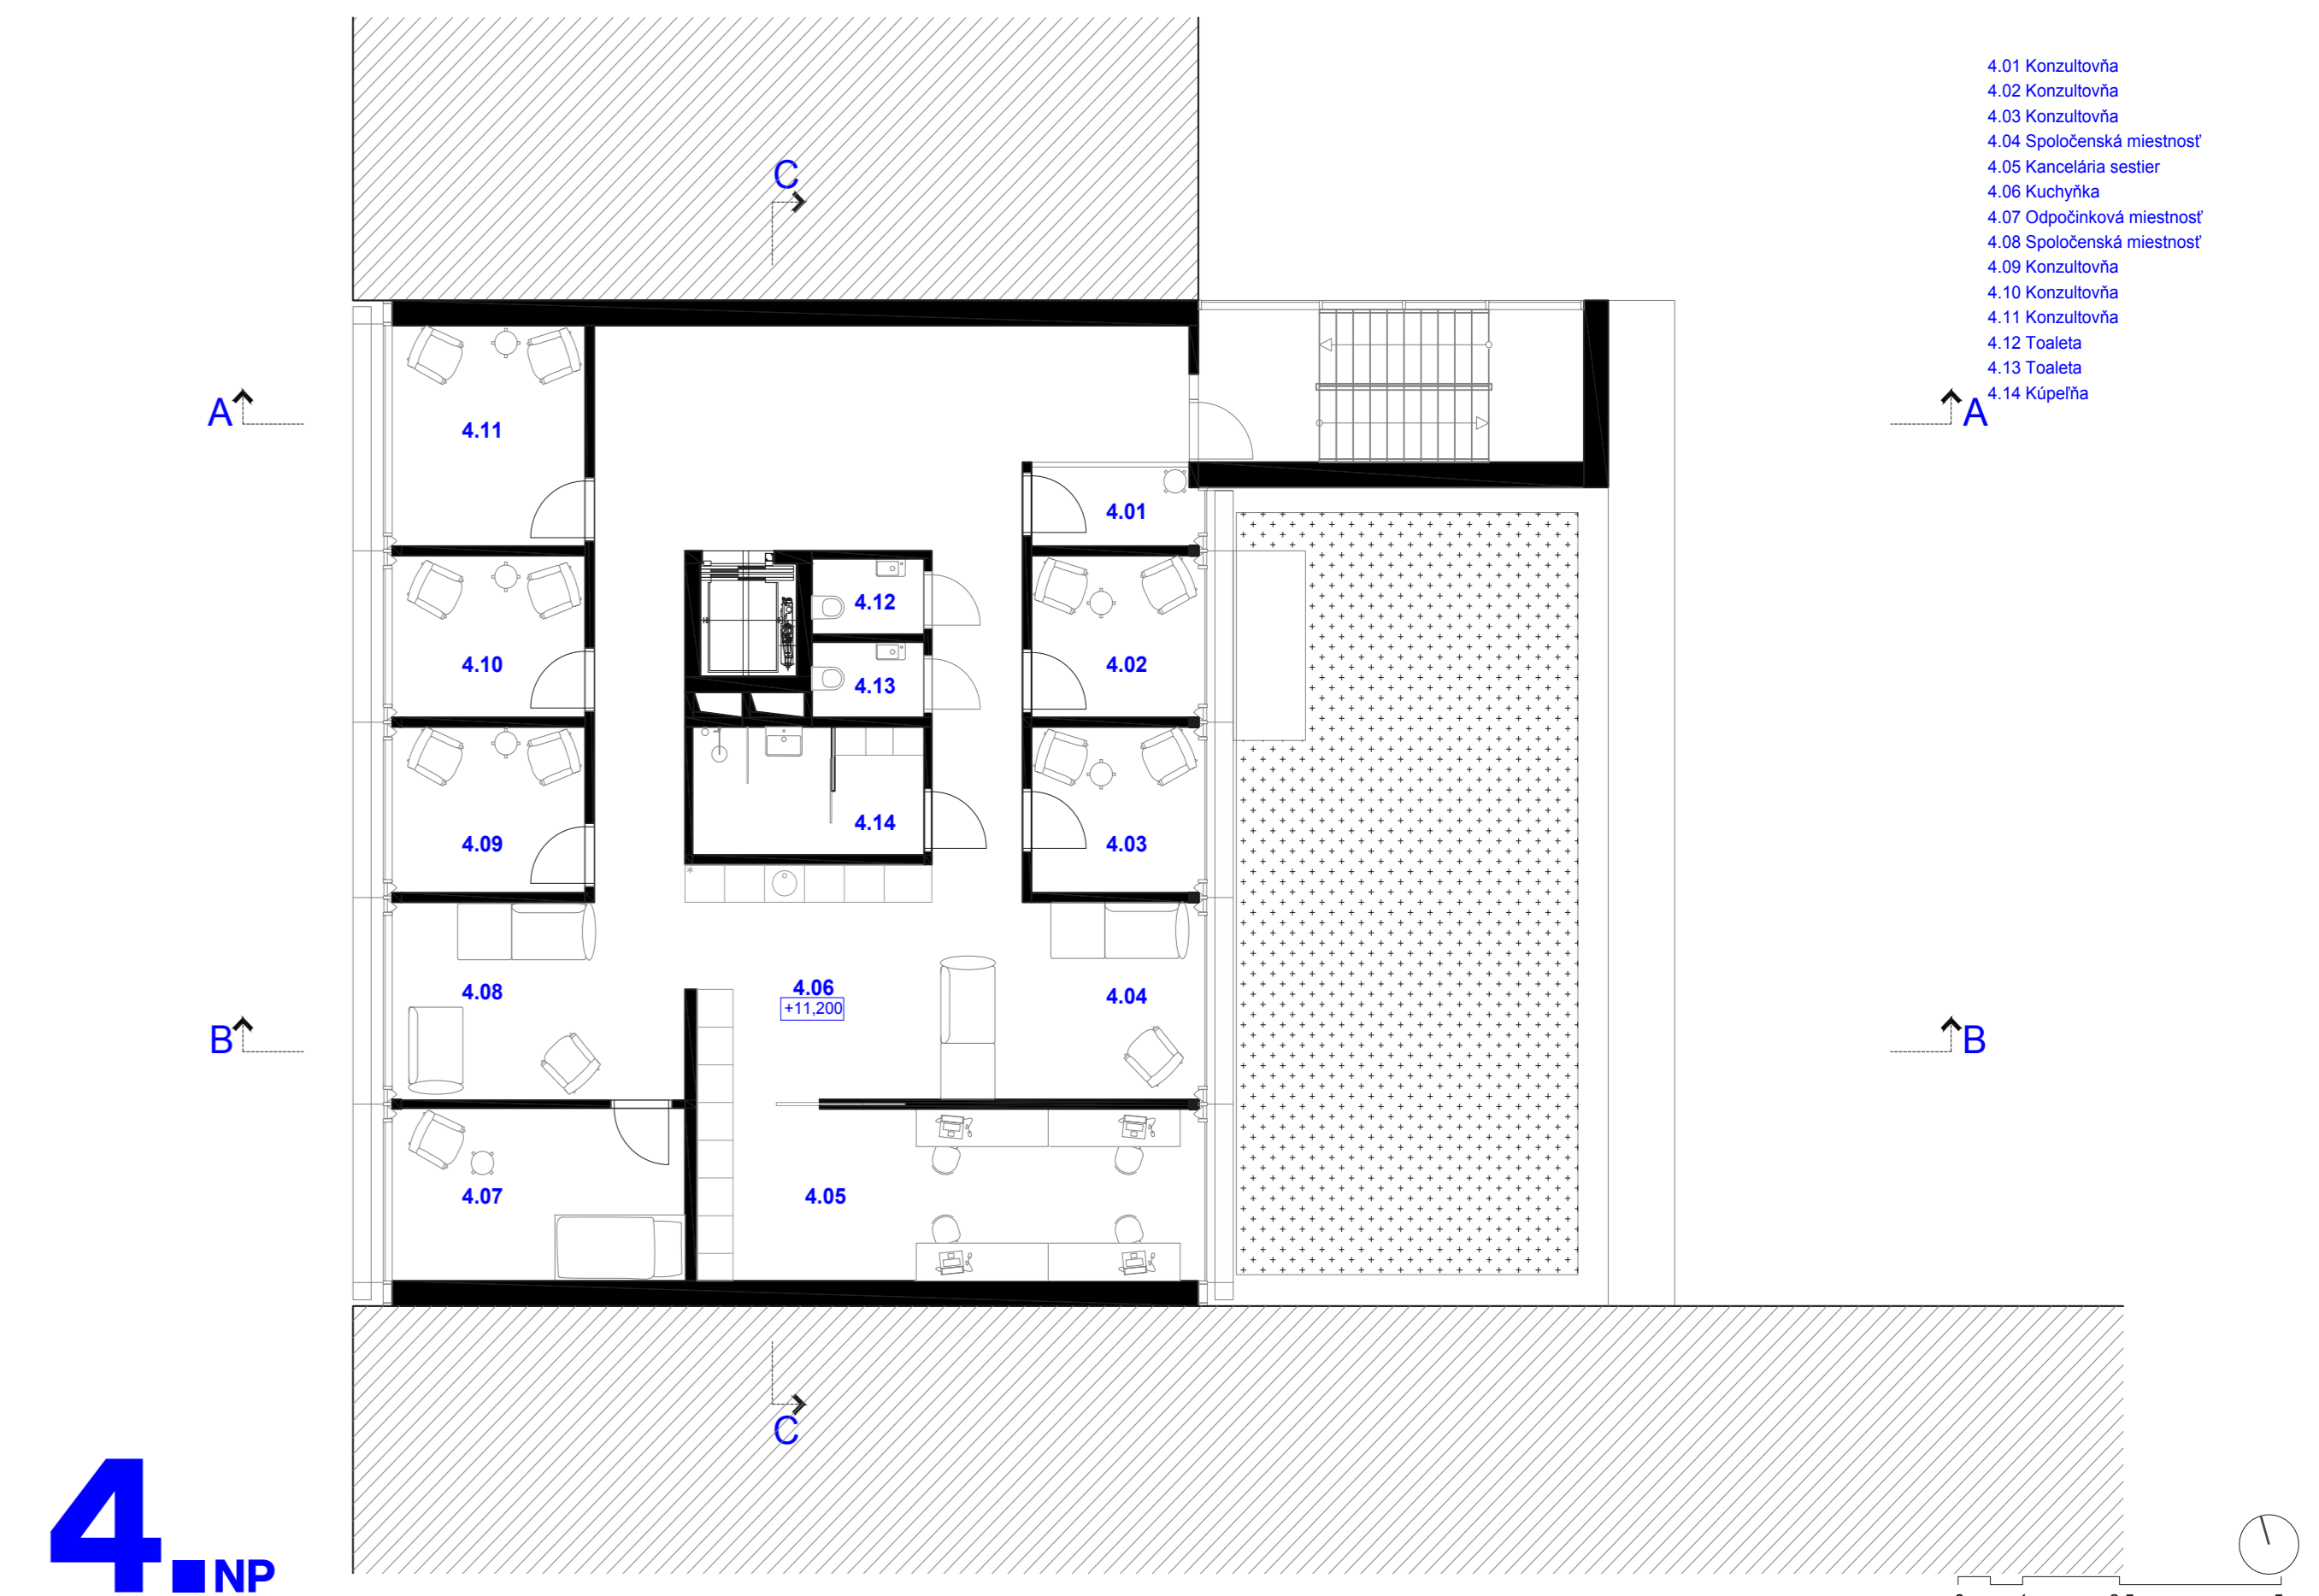 4.01 Konzultovňa
4.02 Konzultovňa
4.03 Konzultovňa
4.04 Spoločenská miestnosť
4.05 Kancelária sestier
4.06 Kuchyňka
4.07 Odpočinková miestnosť
4.08 Spoločenská miestnosť
4.09 Konzultovňa
4.10 Konzultovňa
4.11 Konzultovňa
4.12 Toaleta
4.13 Toaleta
4.14 Kúpeľňa
C
A
A
4.11
4.01
4.12
4.10
4.02
4.13
4.14
4.09
4.03
4.08
4.06
+11,200
4.04
B
B
4.07
4.05
C
4.NP